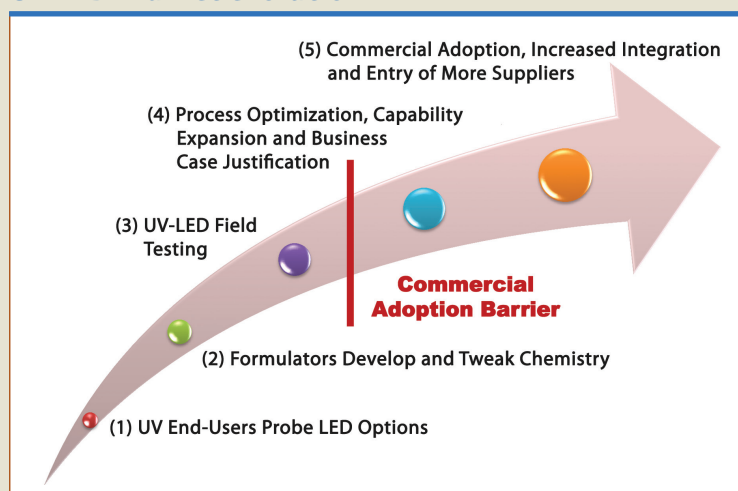 (5) Commercial Adoption, Increased Integration
and Entry of More Suppliers
(4) Process Optimization, Capability
Expansion and Business
Case Justification
(3) UV-LED Field
Testing
Commercial
Adoption Barrier
(2) Formulators Develop and Tweak Chemistry
(1) UV End-Users Probe LED Options